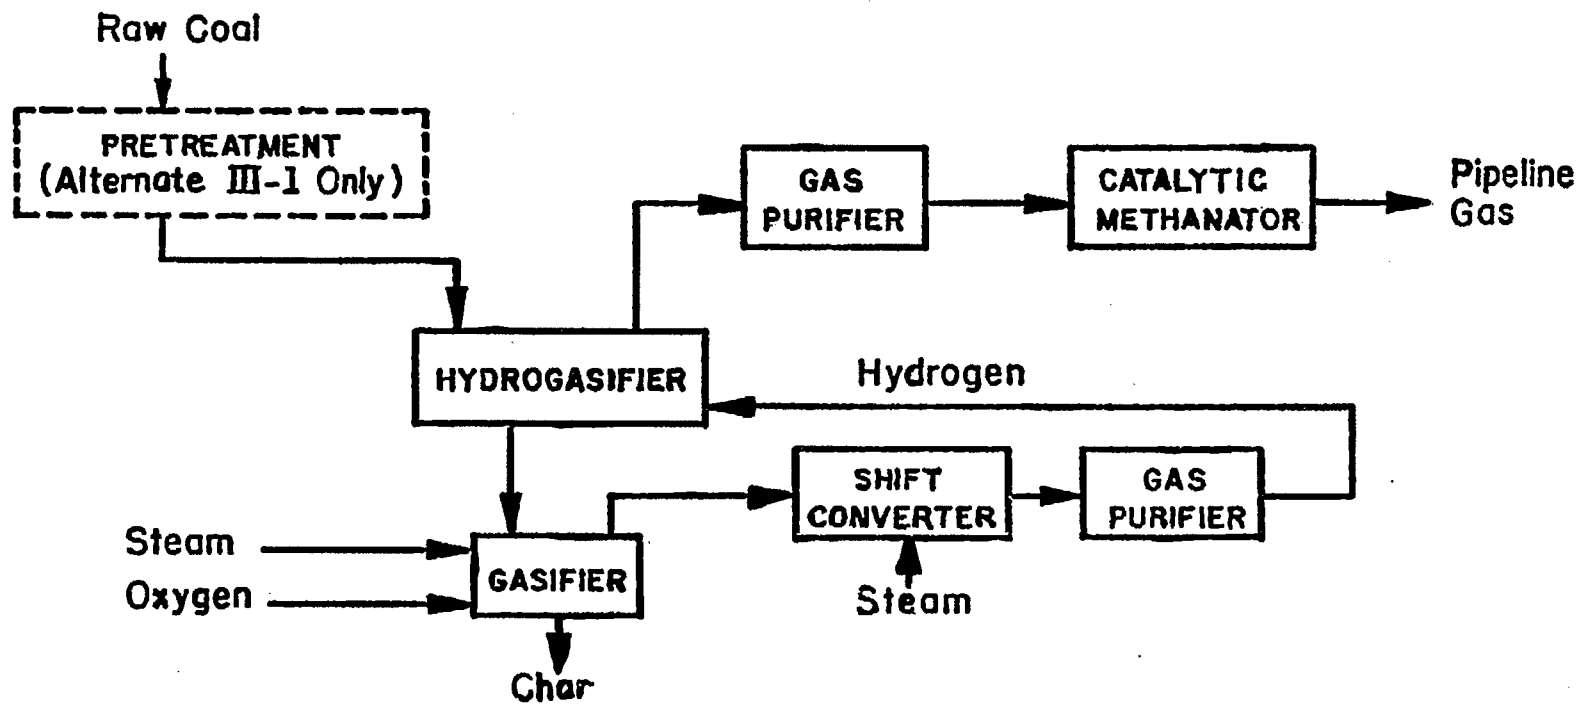 Raw Coal
PRETREATMENT
(Alternate III-1 Only)
GAS
PURIFIER
CATALYTIC
METHANATOR
Pipeline
Gas
HYDROGASIFIER
Hydrogen
SHIFT
CONVERTER
GAS
PURIFIER
Steam
Oxygen
GASIFIER
Steam
Char